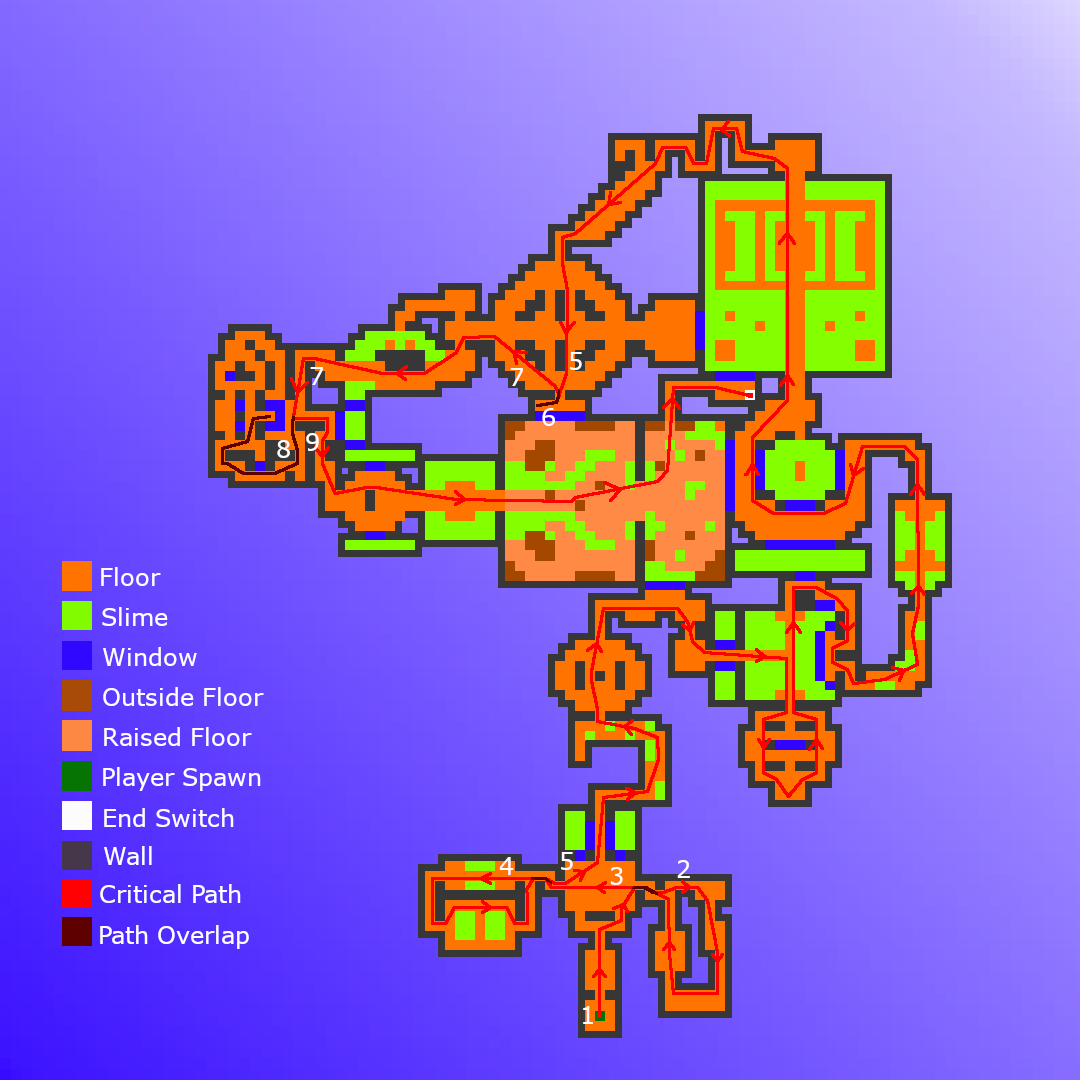 5
7
7
6
9
8
Floor
Slime
Window
Outside Floor
Raised Floor
Player Spawn
End Switch
Wall
Critical Path
Path Overlap
4
5
3
2
1